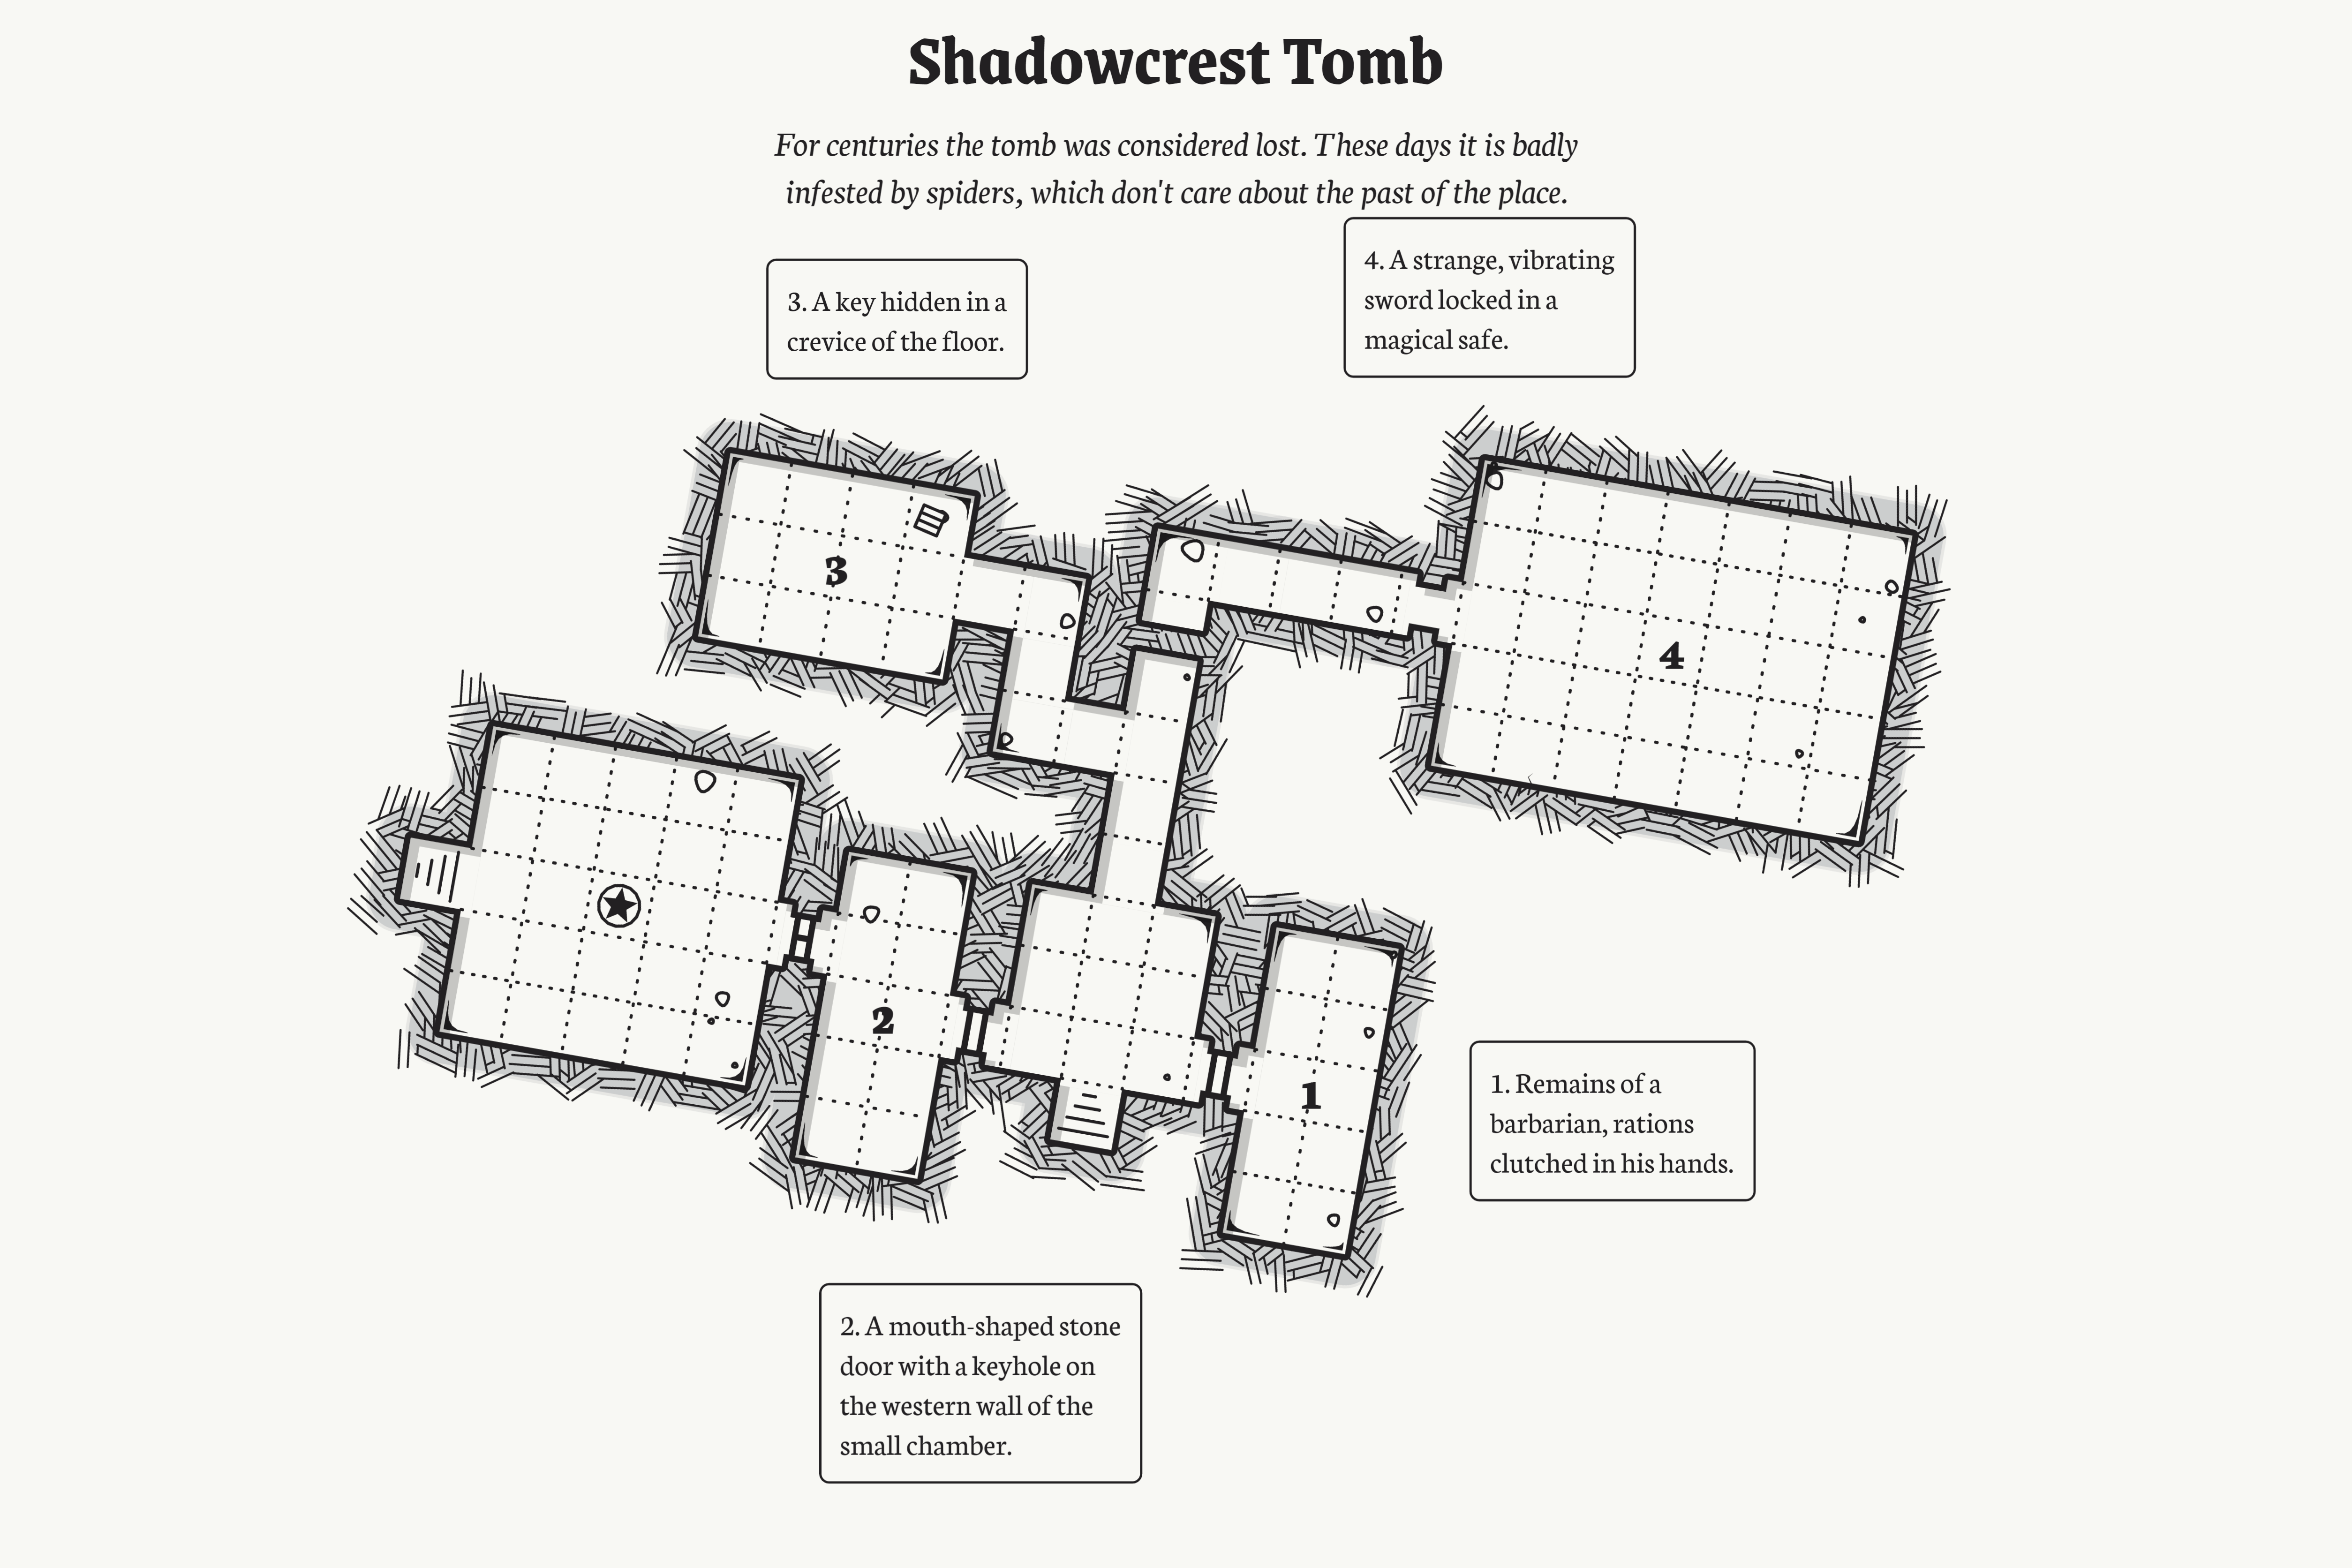 Shadowcrest Tomb
For centuries the tomb was considered lost. These days it is badly
infested by spiders, which don't care about the past of the place.
4. A strange, vibrating
sword locked in a
magical safe.
3. A key hidden in a
crevice of the floor.
3
4
2
1
1. Remains of a
barbarian, rations
clutched in his hands.
2. A mouth-shaped stone
door with a keyhole on
the western wall of the
small chamber.